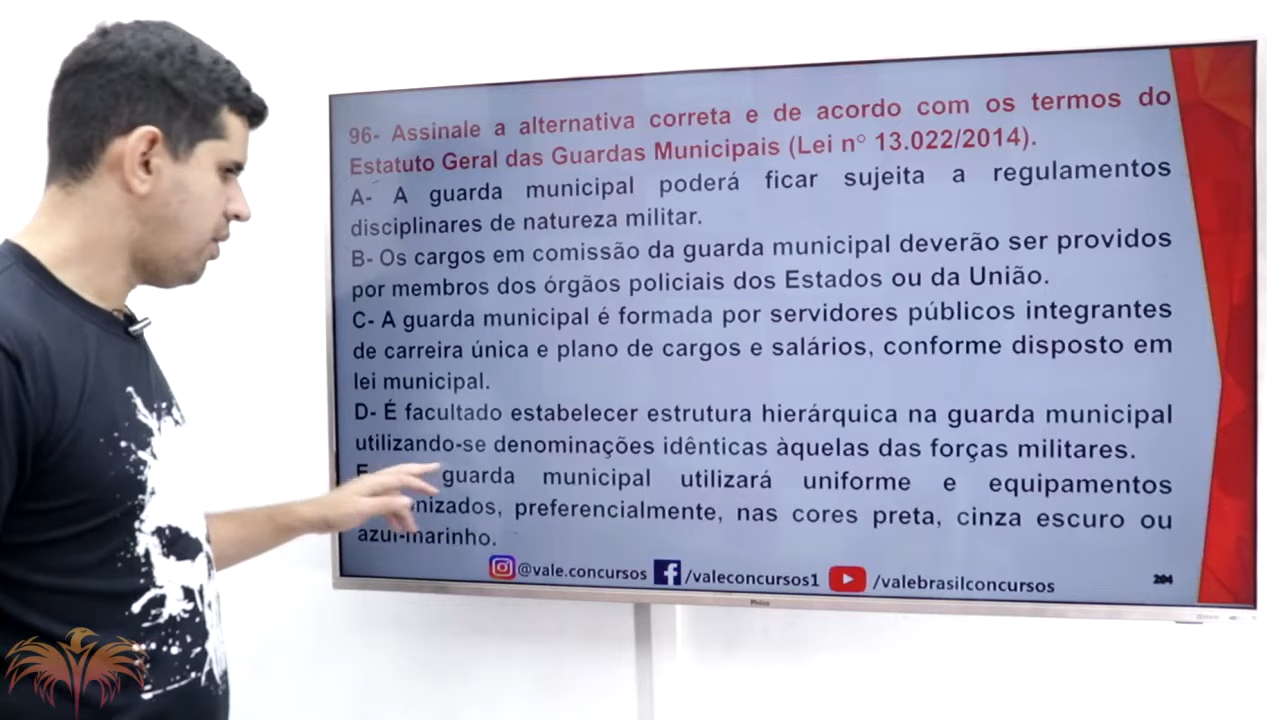 96- Assinale a alternativa correta e de acordo com os termos do
Estatuto Geral das Guardas Municipais (Lei nº 13.022/2014).
A- A guarda municipal poderá ficar sujeita a regulamentos
disciplinares de natureza militar.
B- Os cargos em comissão da guarda municipal deverão ser providos
por membros dos órgãos policiais dos Estados ou da União.
C- A guarda municipal é formada por servidores públicos integrantes
de carreira única e plano de cargos e salários, conforme disposto em
lei municipal.
D- É facultado estabelecer estrutura hierárquica na guarda municipal
utilizando-se denominações idênticas àquelas das forças militares.
guarda municipal utilizará uniforme e equipamentos
nizados, preferencialmente, nas cores preta, cinza escuro ou
azul-marinho.
@vale.concursos /valeconcursos1 /valebrasilconcursos
204
Philco